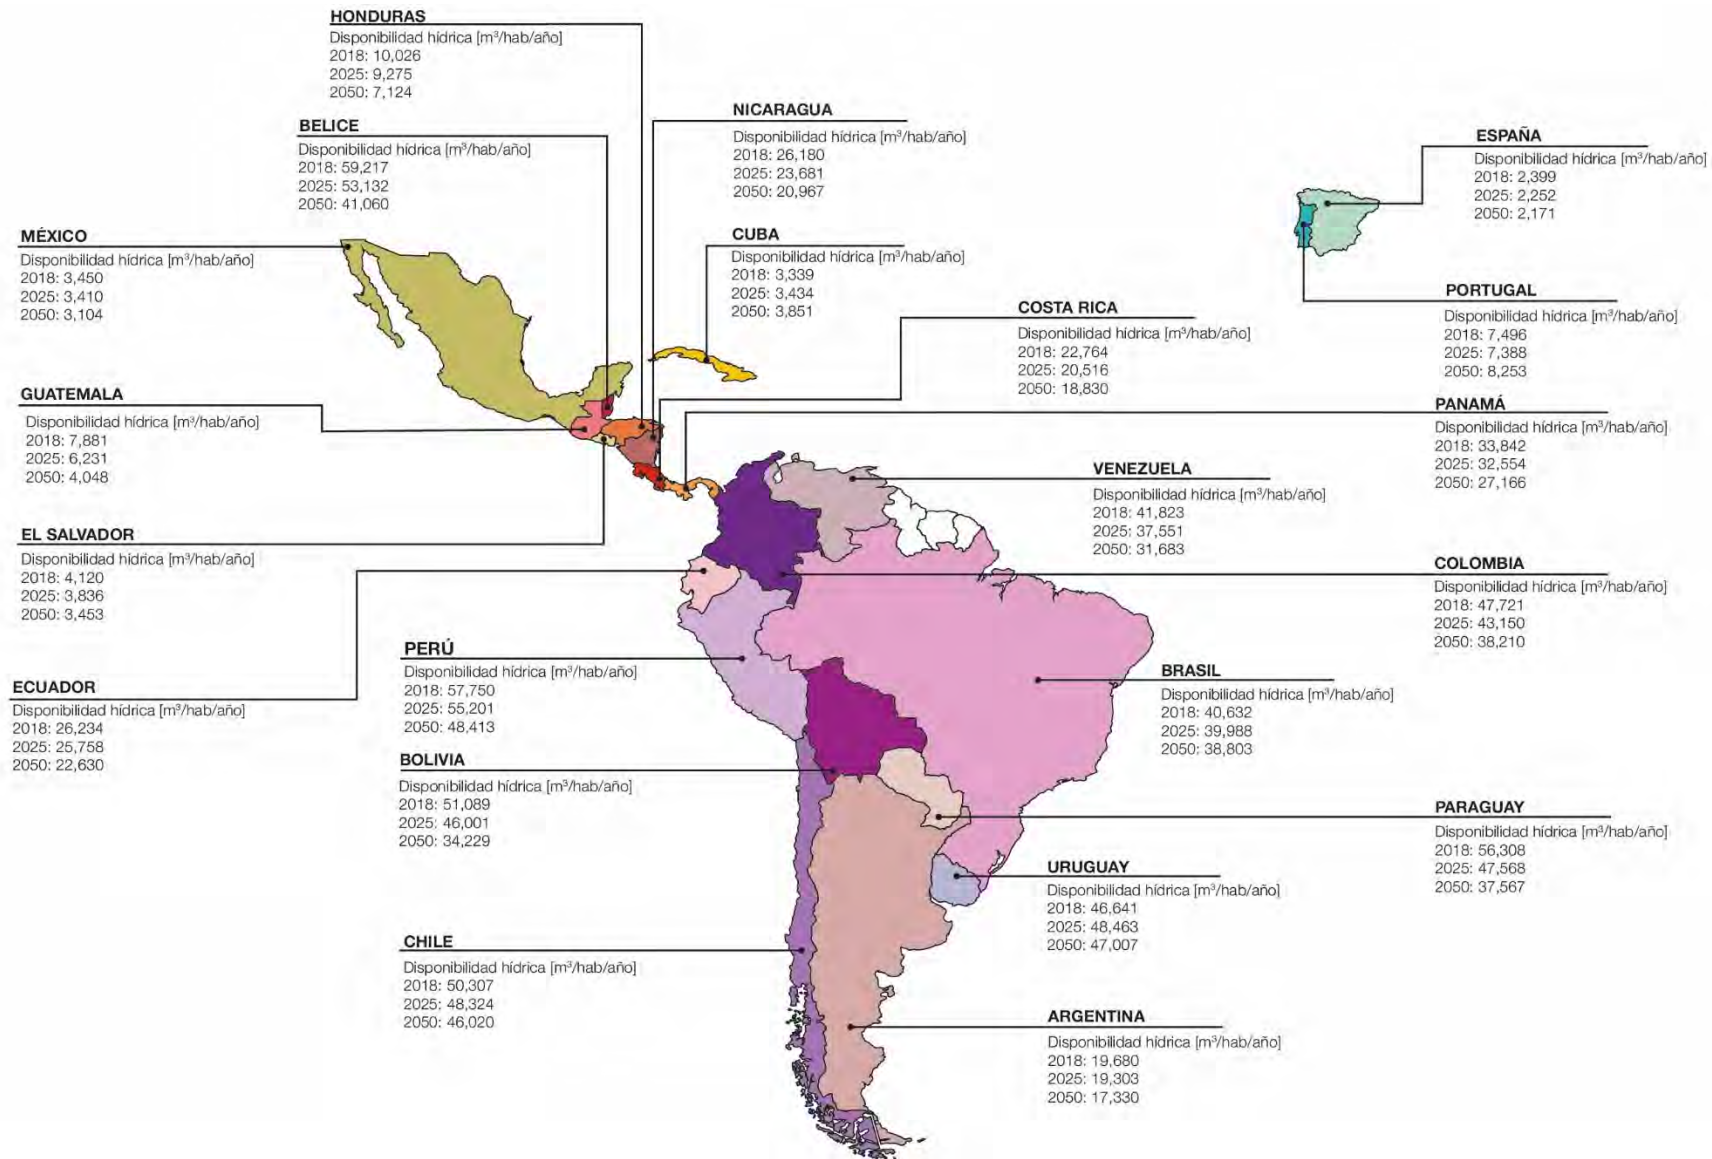 HONDURAS
Disponibilidad hídrica [m³/hab/año]
2018: 10,026
2025: 9,275
2050: 7,124
NICARAGUA
Disponibilidad hídrica [m³/hab/año]
2018: 26,180
2025: 23,681
2050: 20,967
BELICE
Disponibilidad hídrica [m³/hab/año]
2018: 59,217
2025: 53,132
2050: 41,060
ESPAÑA
Disponibilidad hídrica [m³/hab/año]
2018: 2,399
2025: 2,252
2050: 2,171
MÉXICO
Disponibilidad hídrica [m³/hab/año]
2018: 3,450
2025: 3,410
2050: 3,104
CUBA
Disponibilidad hídrica [m³/hab/año]
2018: 3,339
2025: 3,434
2050: 3,851
PORTUGAL
Disponibilidad hídrica [m³/hab/año]
2018: 7,496
2025: 7,388
2050: 8,253
COSTA RICA
Disponibilidad hídrica [m³/hab/año]
2018: 22,764
2025: 20,516
2050: 18,830
GUATEMALA
Disponibilidad hídrica [m³/hab/año]
2018: 7,881
2025: 6,231
2050: 4,048
PANAMÁ
Disponibilidad hídrica [m³/hab/año]
2018: 33,842
2025: 32,554
2050: 27,166
VENEZUELA
Disponibilidad hídrica [m³/hab/año]
2018: 41,823
2025: 37,551
2050: 31,683
EL SALVADOR
Disponibilidad hídrica [m³/hab/año]
2018: 4,120
2025: 3,836
2050: 3,453
COLOMBIA
Disponibilidad hídrica [m³/hab/año]
2018: 47,721
2025: 43,150
2050: 38,210
PERÚ
Disponibilidad hídrica [m³/hab/año]
2018: 57,750
2025: 55,201
2050: 48,413
BRASIL
Disponibilidad hídrica [m³/hab/año]
2018: 40,632
2025: 39,988
2050: 38,803
ECUADOR
Disponibilidad hídrica [m³/hab/año]
2018: 26,234
2025: 25,758
2050: 22,630
BOLIVIA
Disponibilidad hídrica [m³/hab/año]
2018: 51,089
2025: 46,001
2050: 34,229
PARAGUAY
Disponibilidad hídrica [m³/hab/año]
2018: 56,308
2025: 47,568
2050: 37,567
URUGUAY
Disponibilidad hídrica [m³/hab/año]
2018: 46,641
2025: 48,463
2050: 47,007
CHILE
Disponibilidad hídrica [m³/hab/año]
2018: 50,307
2025: 48,324
2050: 46,020
ARGENTINA
Disponibilidad hídrica [m³/hab/año]
2018: 19,680
2025: 19,303
2050: 17,330